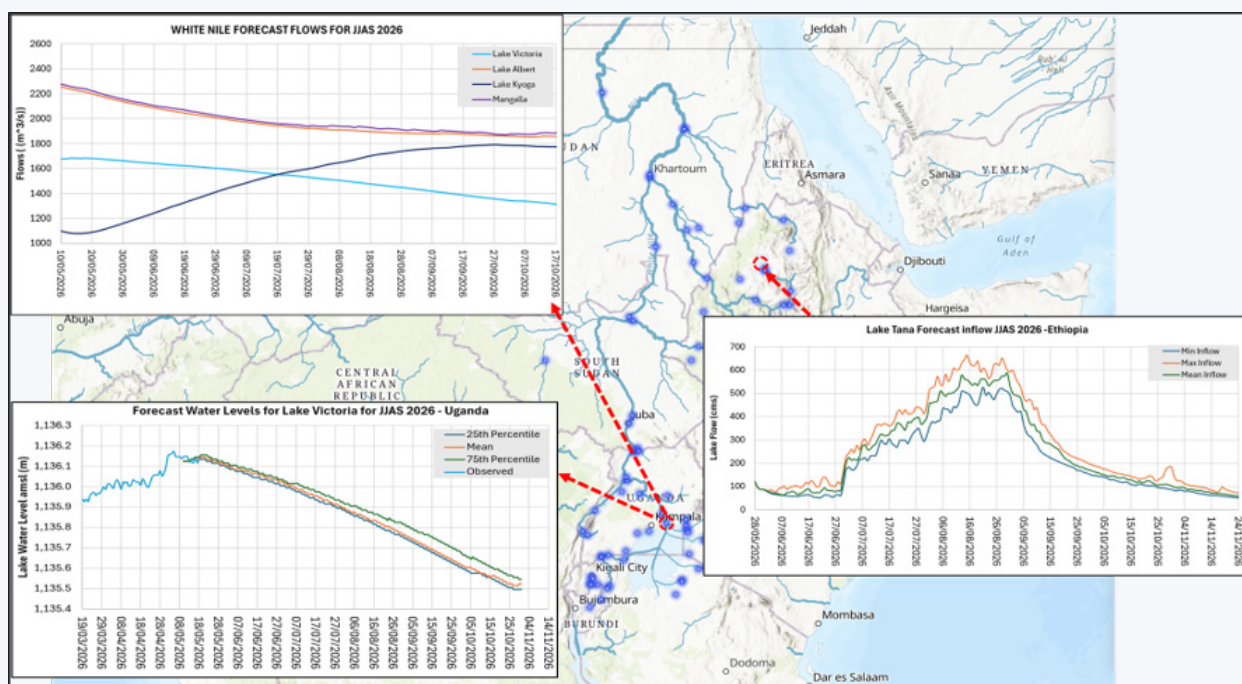 WHITE NILE FORECAST FLOWS FOR JJAS 2026
Flows ( (m^3/s))
2600
2400
2200
2000
1800
1600
1400
1200
1000
Lake Victoria
Lake Albert
Lake Kyoga
Mangalla
10/05/2026
20/05/2026
30/05/2026
09/06/2026
19/06/2026
29/06/2026
09/07/2026
19/07/2026
29/07/2026
08/08/2026
18/08/2026
28/08/2026
07/09/2026
17/09/2026
27/09/2026
07/10/2026
17/10/2026
Jeddah
Rub' Al
Khali
Asir Mountains
DAN
Khartoum
ERITREA
Asmara
Sanaa
YEMEN
Gulf of
Aden
Djibouti
Hargeisa
Abuja
CENTRAL
AFRICAN
REPUBLIC
SOUTH
SUDAN
Juba
UGANDA
Kampala
Kigali City
Bujumbura
BURUNDI
Mombasa
Dodoma
Dar es Salaam
Forecast Water Levels for Lake Victoria for JJAS 2026 - Uganda
Lake Water Level amsl (m)
1,136.3
1,136.2
1,136.1
1,136.0
1,135.9
1,135.8
1,135.7
1,135.6
1,135.5
1,135.4
25th Percentile
Mean
75th Percentile
Observed
19/03/2026
29/03/2026
08/04/2026
18/04/2026
28/04/2026
08/05/2026
18/05/2026
28/05/2026
07/06/2026
17/06/2026
27/06/2026
07/07/2026
17/07/2026
27/07/2026
06/08/2026
16/08/2026
26/08/2026
05/09/2026
15/09/2026
25/09/2026
05/10/2026
15/10/2026
25/10/2026
04/11/2026
14/11/2026
Lake Tana Forecast inflow JJAS 2026 -Ethiopia
Lake Flow (cms)
700
600
500
400
300
200
100
0
Min Inflow
Max Inflow
Mean Inflow
28/05/2026
07/06/2026
17/06/2026
27/06/2026
07/07/2026
17/07/2026
27/07/2026
06/08/2026
16/08/2026
26/08/2026
05/09/2026
15/09/2026
25/09/2026
05/10/2026
15/10/2026
25/10/2026
04/11/2026
14/11/2026
24/11/2026